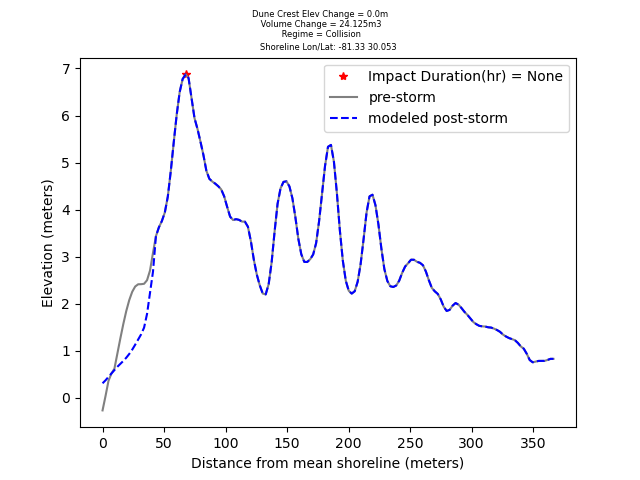 Dune Crest Elev Change = 0.0m
Volume Change = 24.125m3
Regime = Collision
Shoreline Lon/Lat: -81.33 30.053
Impact Duration(hr) = None
pre-storm
modeled post-storm
Elevation (meters)
7
6
5
4
3
2
1
0
0 50 100 150 200 250 300 350
Distance from mean shoreline (meters)